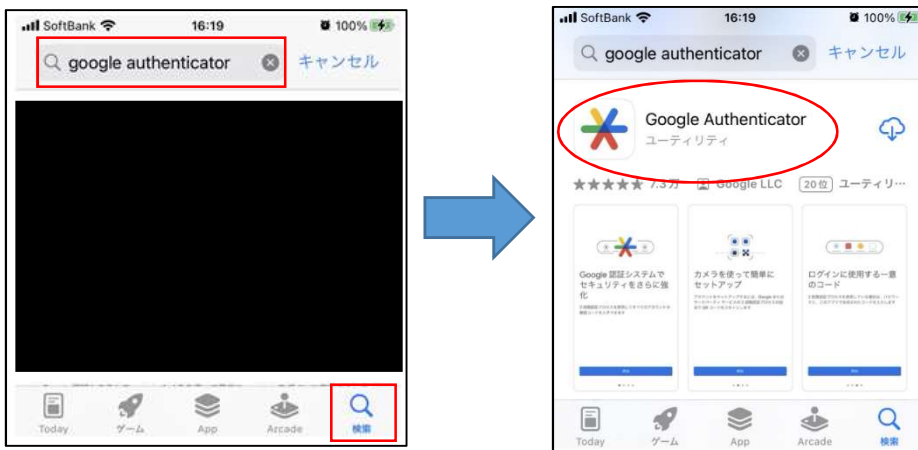 SoftBank 16:19 100%
google authenticator キャンセル
Today ゲーム App Arcade 検索
SoftBank 16:19 100%
google authenticator キャンセル
Google Authenticator
ユーティリティ
★★★★★ 7.3万 Google LLC 20位 ユーティリ…
Google 認証システムで
セキュリティをさらに強
化
カメラを使って簡単に
セットアップ
ログインに使用する一意
のコード
Today ゲーム App Arcade 検索